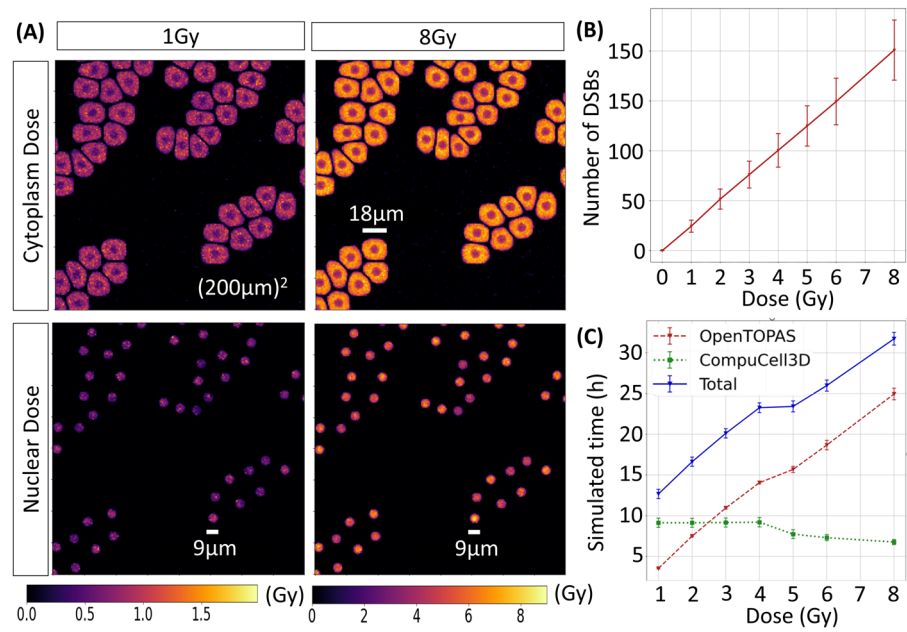 (A)
1Gy
8Gy
Cytoplasm Dose
18µm
(200µm)2
Nuclear Dose
9µm
9µm
0.0 0.5 1.0 1.5 (Gy)
0 2 4 6 8 (Gy)
(B)
Number of DSBs
150
150
100
50
0
0 1 2 3 4 5 6 7 8
Dose (Gy)
(C)
OpenTOPAS
CompuCell3D
Total
Simulated time (h)
30
25
20
15
10
5
1 2 3 4 5 6 7 8
Dose (Gy)